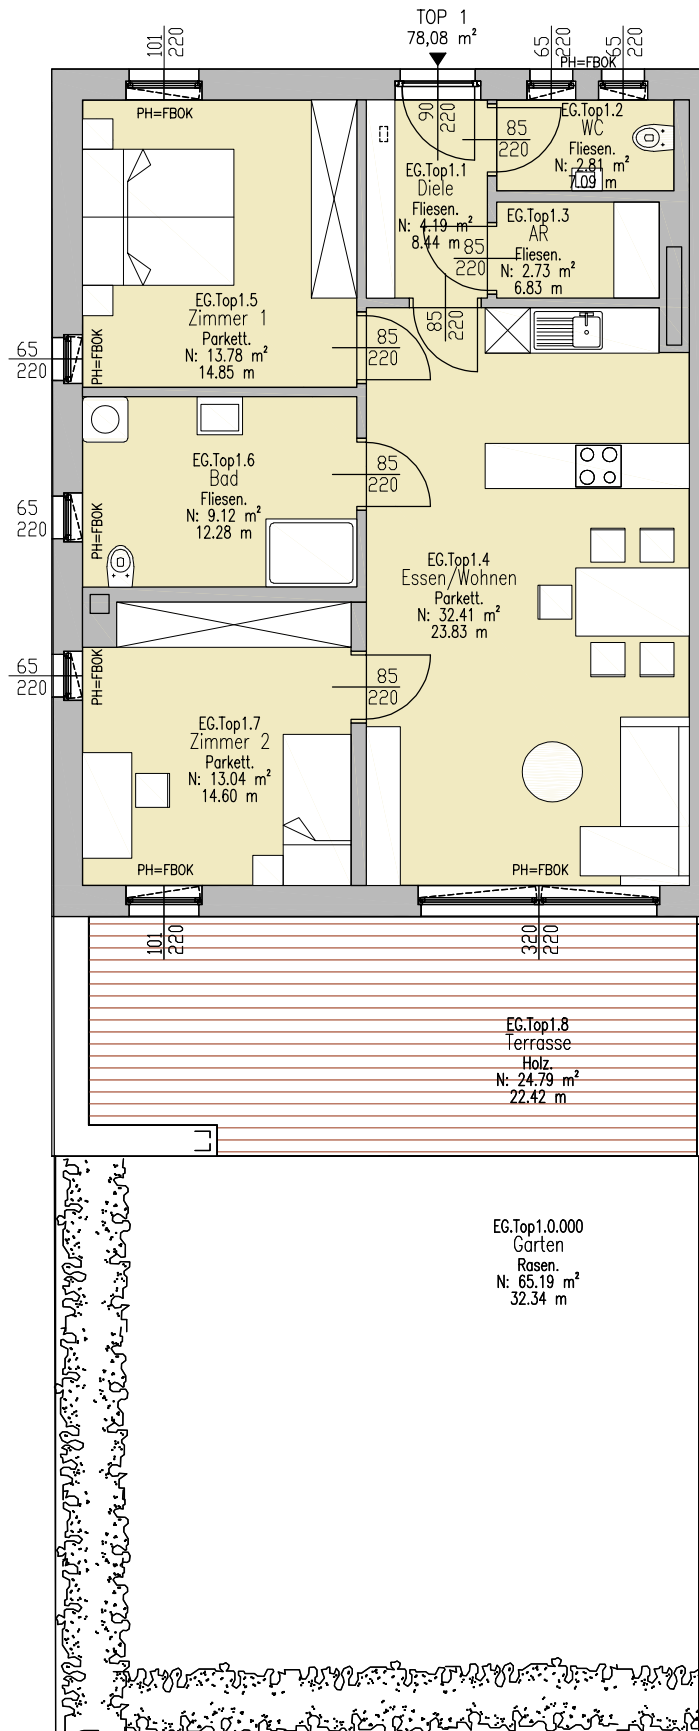 TOP 1
78,08 m²
101
220
65
220
65
220
PH=FBOK
PH=FBOK
90
220
85
220
EG.Top1.2
WC
Fliesen.
N: 2.81 m²
7.09 m
EG.Top1.1
Diele
Fliesen.
N: 4.19 m²
8.44 m
EG.Top1.3
AR
Fliesen.
N: 2.73 m²
6.83 m
85
220
85
220
EG.Top1.5
Zimmer 1
Parkett.
N: 13.78 m²
14.85 m
65
220
PH=FBOK
85
220
EG.Top1.6
Bad
Fliesen.
N: 9.12 m²
12.28 m
85
220
65
220
PH=FBOK
EG.Top1.4
Essen/Wohnen
Parkett.
N: 32.41 m²
23.83 m
65
220
PH=FBOK
85
220
EG.Top1.7
Zimmer 2
Parkett.
N: 13.04 m²
14.60 m
PH=FBOK
PH=FBOK
101
220
320
220
EG.Top1.8
Terrasse
Holz.
N: 24.79 m²
22.42 m
EG.Top1.0.000
Garten
Rasen.
N: 65.19 m²
32.34 m